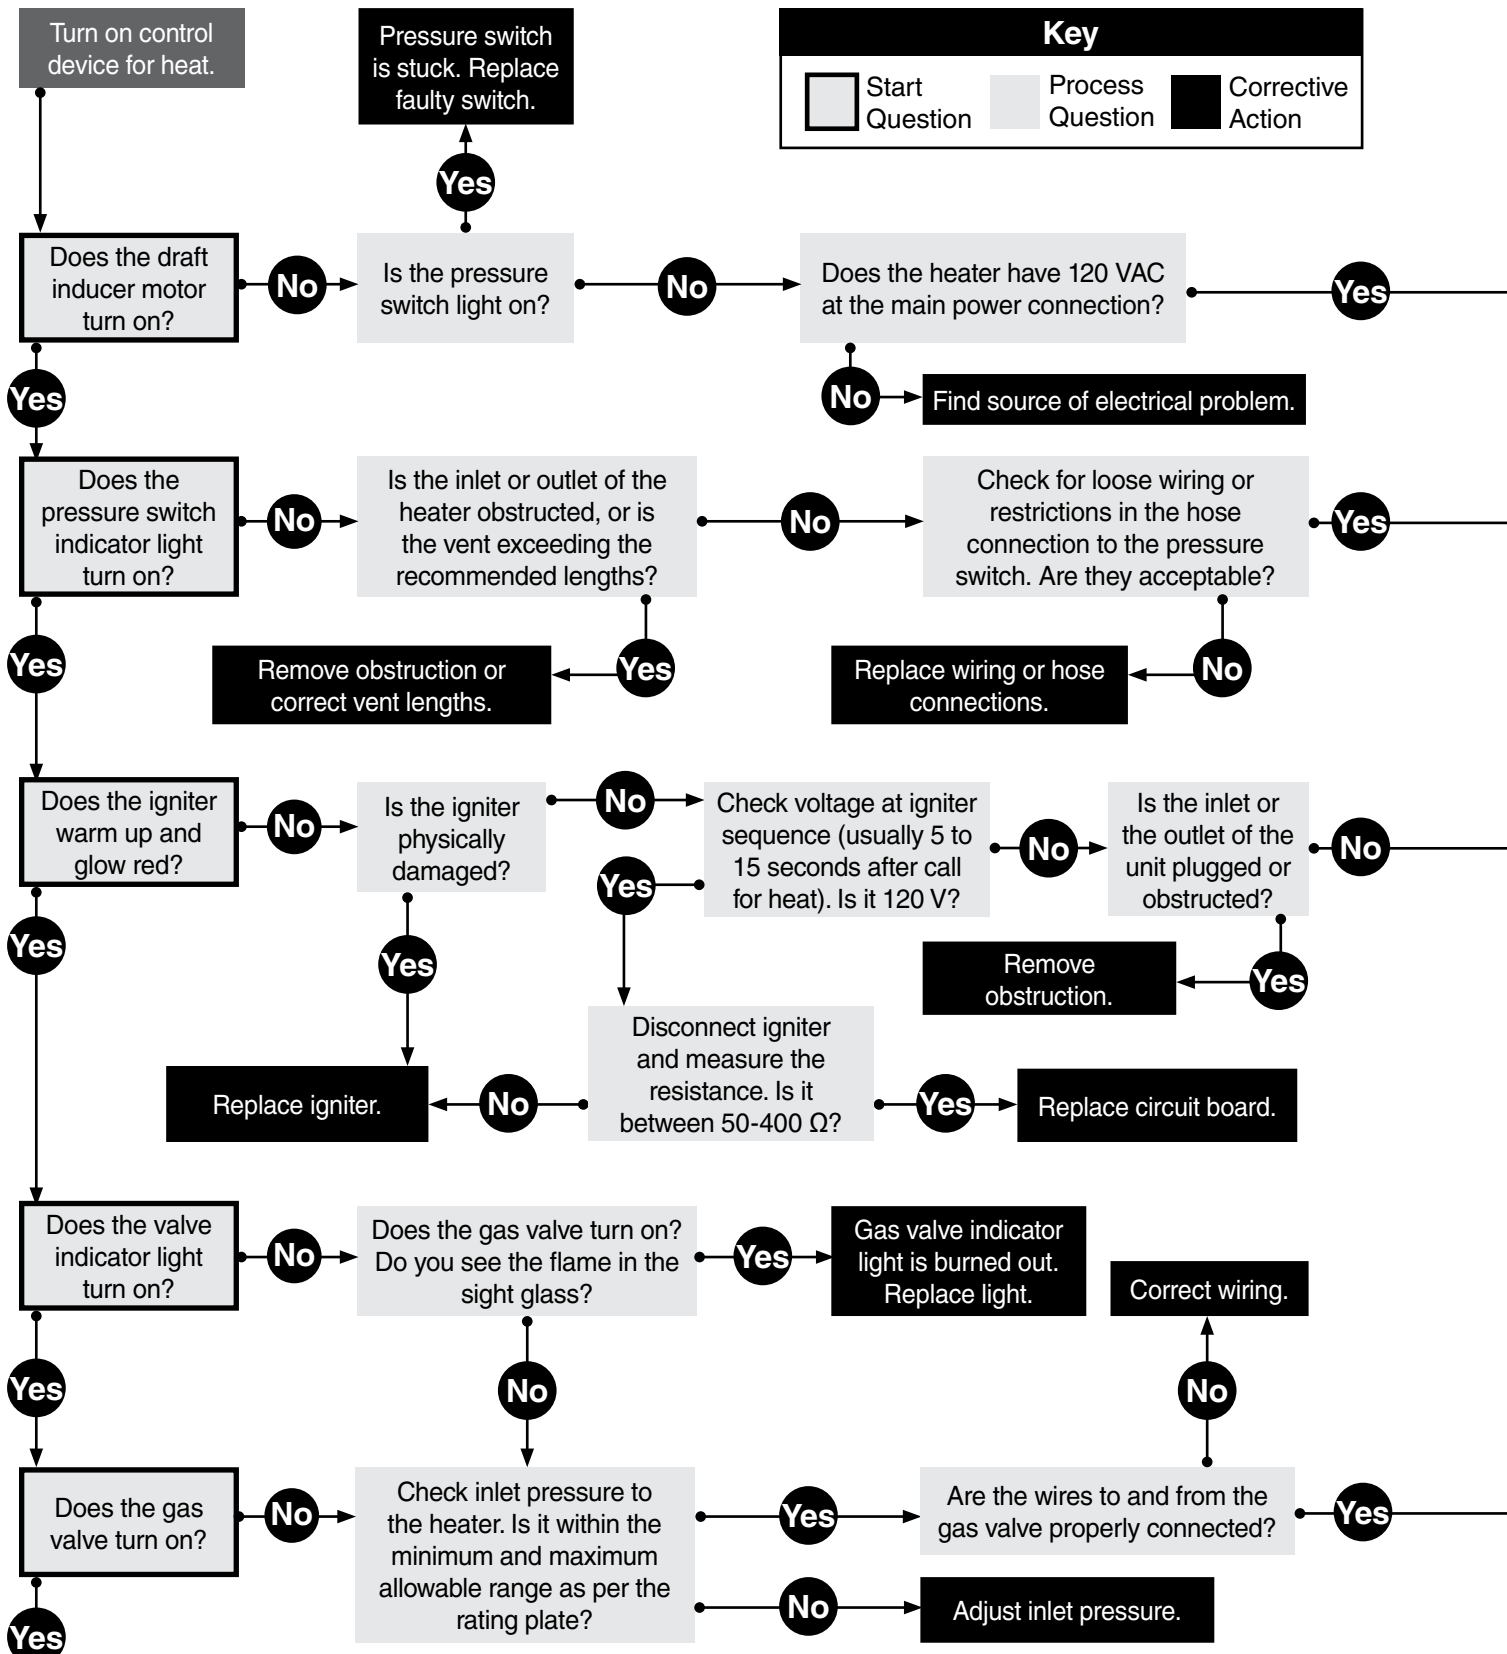 Turn on control
device for heat.
Pressure switch
is stuck. Replace
faulty switch.
Key
Start
Question
Process
Question
Corrective
Action
Yes
Does the draft
inducer motor
turn on?
No
Is the pressure
switch light on?
No
Does the heater have 120 VAC
at the main power connection?
Yes
Yes
No
Find source of electrical problem.
Does the
pressure switch
indicator light
turn on?
No
Is the inlet or outlet of the
heater obstructed, or is
the vent exceeding the
recommended lengths?
No
Check for loose wiring or
restrictions in the hose
connection to the pressure
switch. Are they acceptable?
Yes
Yes
Remove obstruction or
correct vent lengths.
Yes
Replace wiring or hose
connections.
No
Does the igniter
warm up and
glow red?
No
Is the igniter
physically
damaged?
No
Check voltage at igniter
sequence (usually 5 to
15 seconds after call
for heat). Is it 120 V?
No
Is the inlet or
the outlet of the
unit plugged or
obstructed?
No
Yes
Yes
Yes
Remove
obstruction.
Yes
Disconnect igniter
and measure the
resistance. Is it
between 50-400 Ω?
Replace igniter.
No
Yes
Replace circuit board.
Does the valve
indicator light
turn on?
No
Does the gas valve turn on?
Do you see the flame in the
sight glass?
Yes
Gas valve indicator
light is burned out.
Replace light.
Correct wiring.
Yes
No
No
Does the gas
valve turn on?
No
Check inlet pressure to
the heater. Is it within the
minimum and maximum
allowable range as per the
rating plate?
Yes
Are the wires to and from the
gas valve properly connected?
Yes
No
Adjust inlet pressure.
Yes